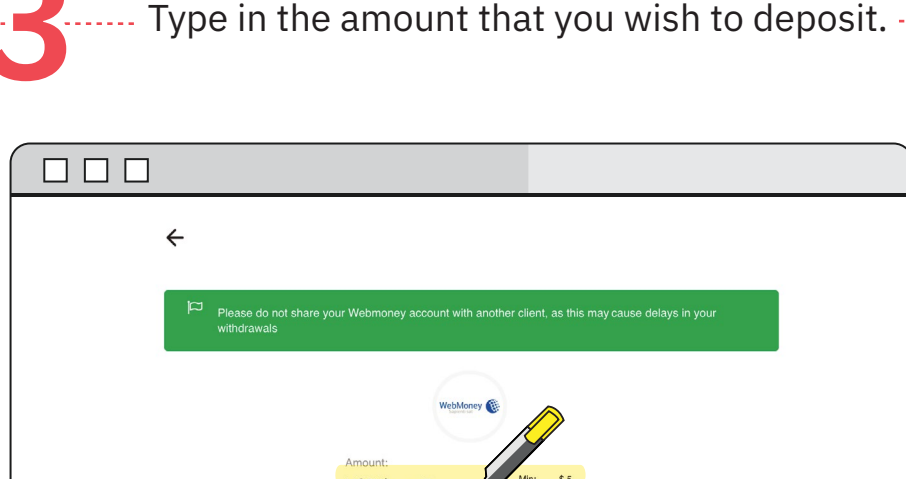 3
Type in the amount that you wish to deposit.
Please do not share your Webmoney account with another client, as this may cause delays in your
withdrawals
WebMoney
Amount:
Min: $ 5